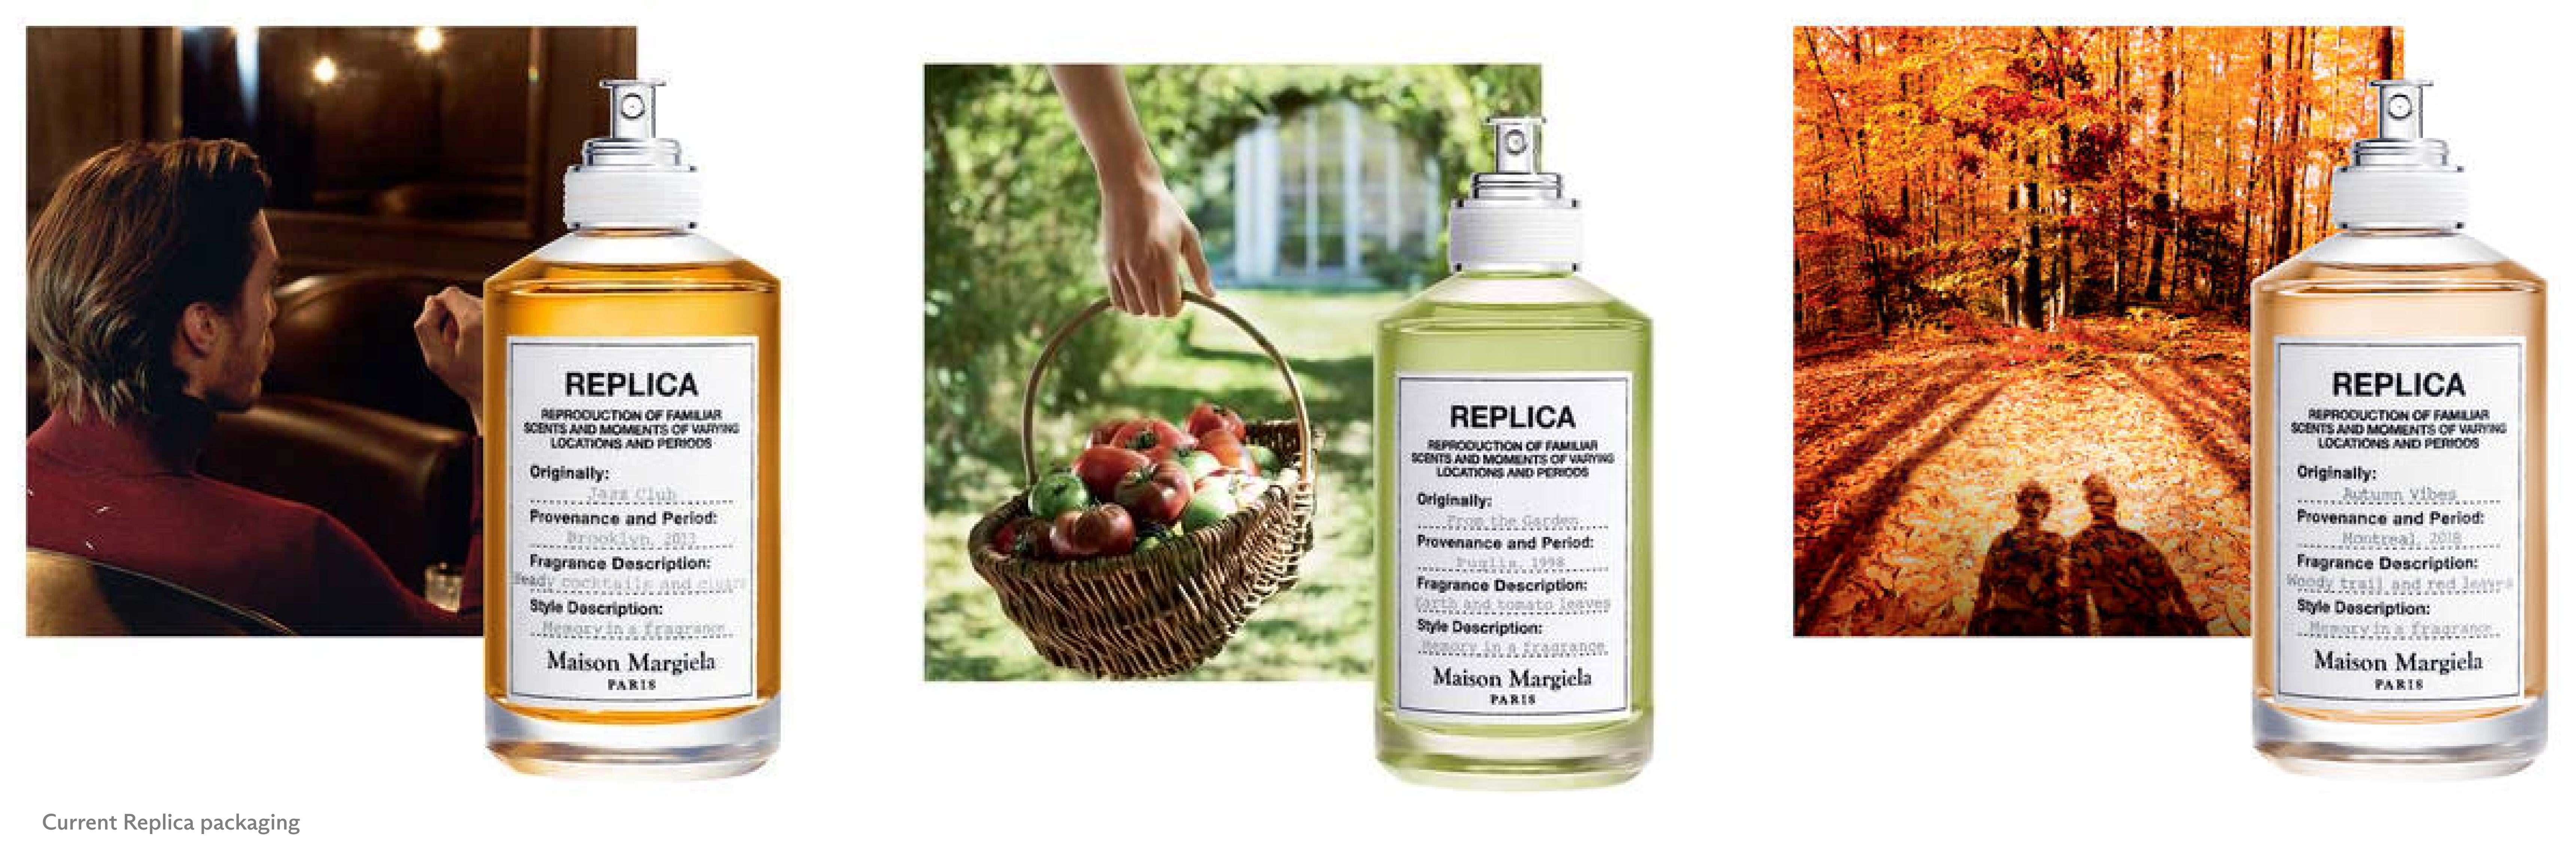 REPLICA
REPRODUCTION OF FAMILIAR
SCENTS AND MOMENTS OF VARYING
LOCATIONS AND PERIODS
Originally:
Jazz Club
Provenance and Period:
Brooklyn, 2013
Fragrance Description:
Heady cocktails and cigars
Style Description:
Memory in a fragrance
Maison Margiela
PARIS
REPLICA
REPRODUCTION OF FAMILIAR
SCENTS AND MOMENTS OF VARYING
LOCATIONS AND PERIODS
Originally:
From the Garden
Provenance and Period:
Puglia, 1998
Fragrance Description:
Earth and tomato leaves
Style Description:
Memory in a fragrance
Maison Margiela
PARIS
REPLICA
REPRODUCTION OF FAMILIAR
SCENTS AND MOMENTS OF VARYING
LOCATIONS AND PERIODS
Originally:
Autumn Vibes
Provenance and Period:
Montreal, 2018
Fragrance Description:
Woody trail and red leaves
Style Description:
Memory in a fragrance
Maison Margiela
PARIS
Current Replica packaging